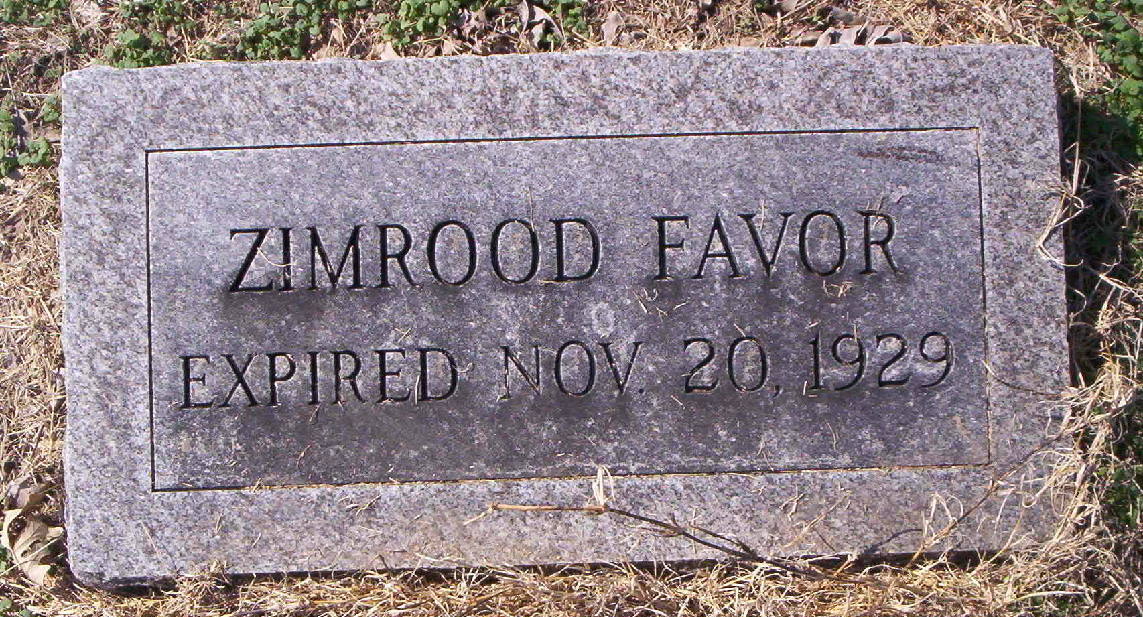 ZIMROOD FAVOR
EXPIRED NOV. 20, 1929